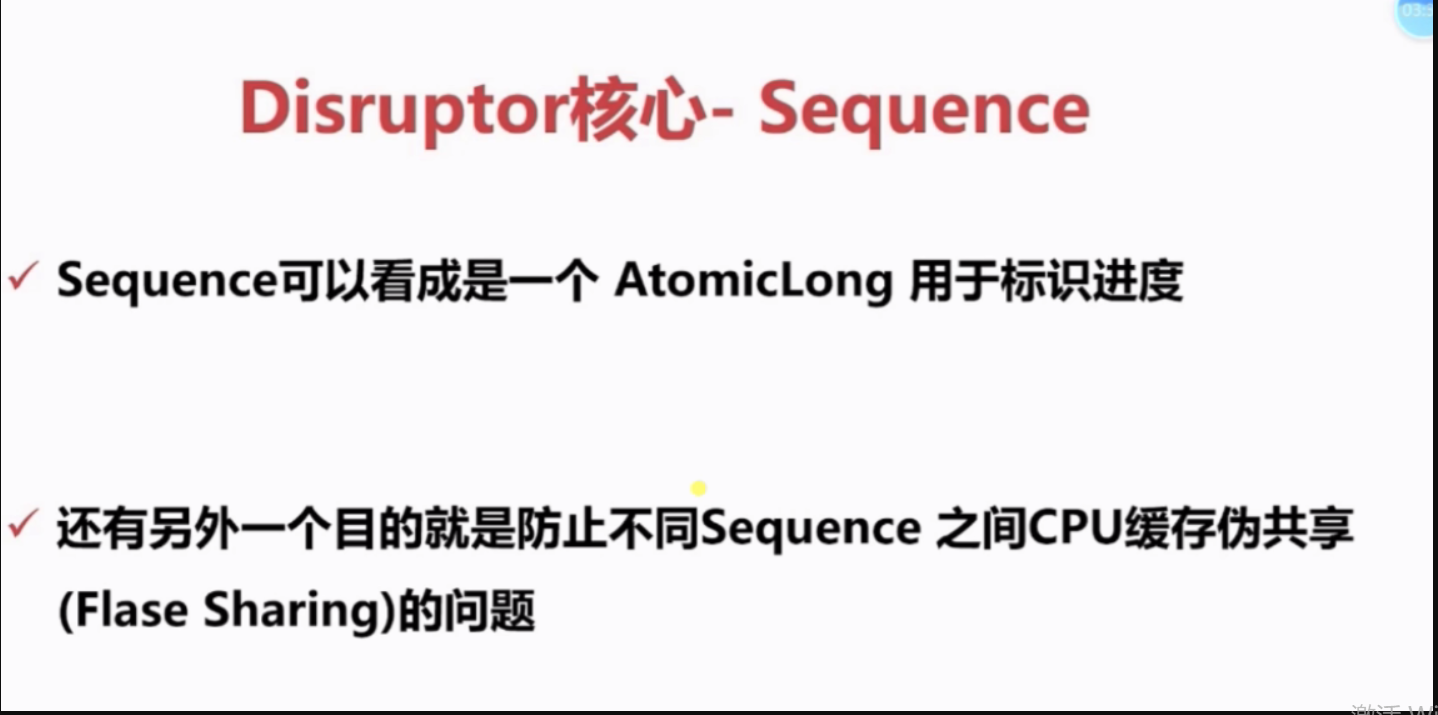 Disruptor核心- Sequence
Sequence可以看成是一个 AtomicLong 用于标识进度
还有另外一个目的就是防止不同Sequence 之间CPU缓存伪共享
(Flase Sharing)的问题